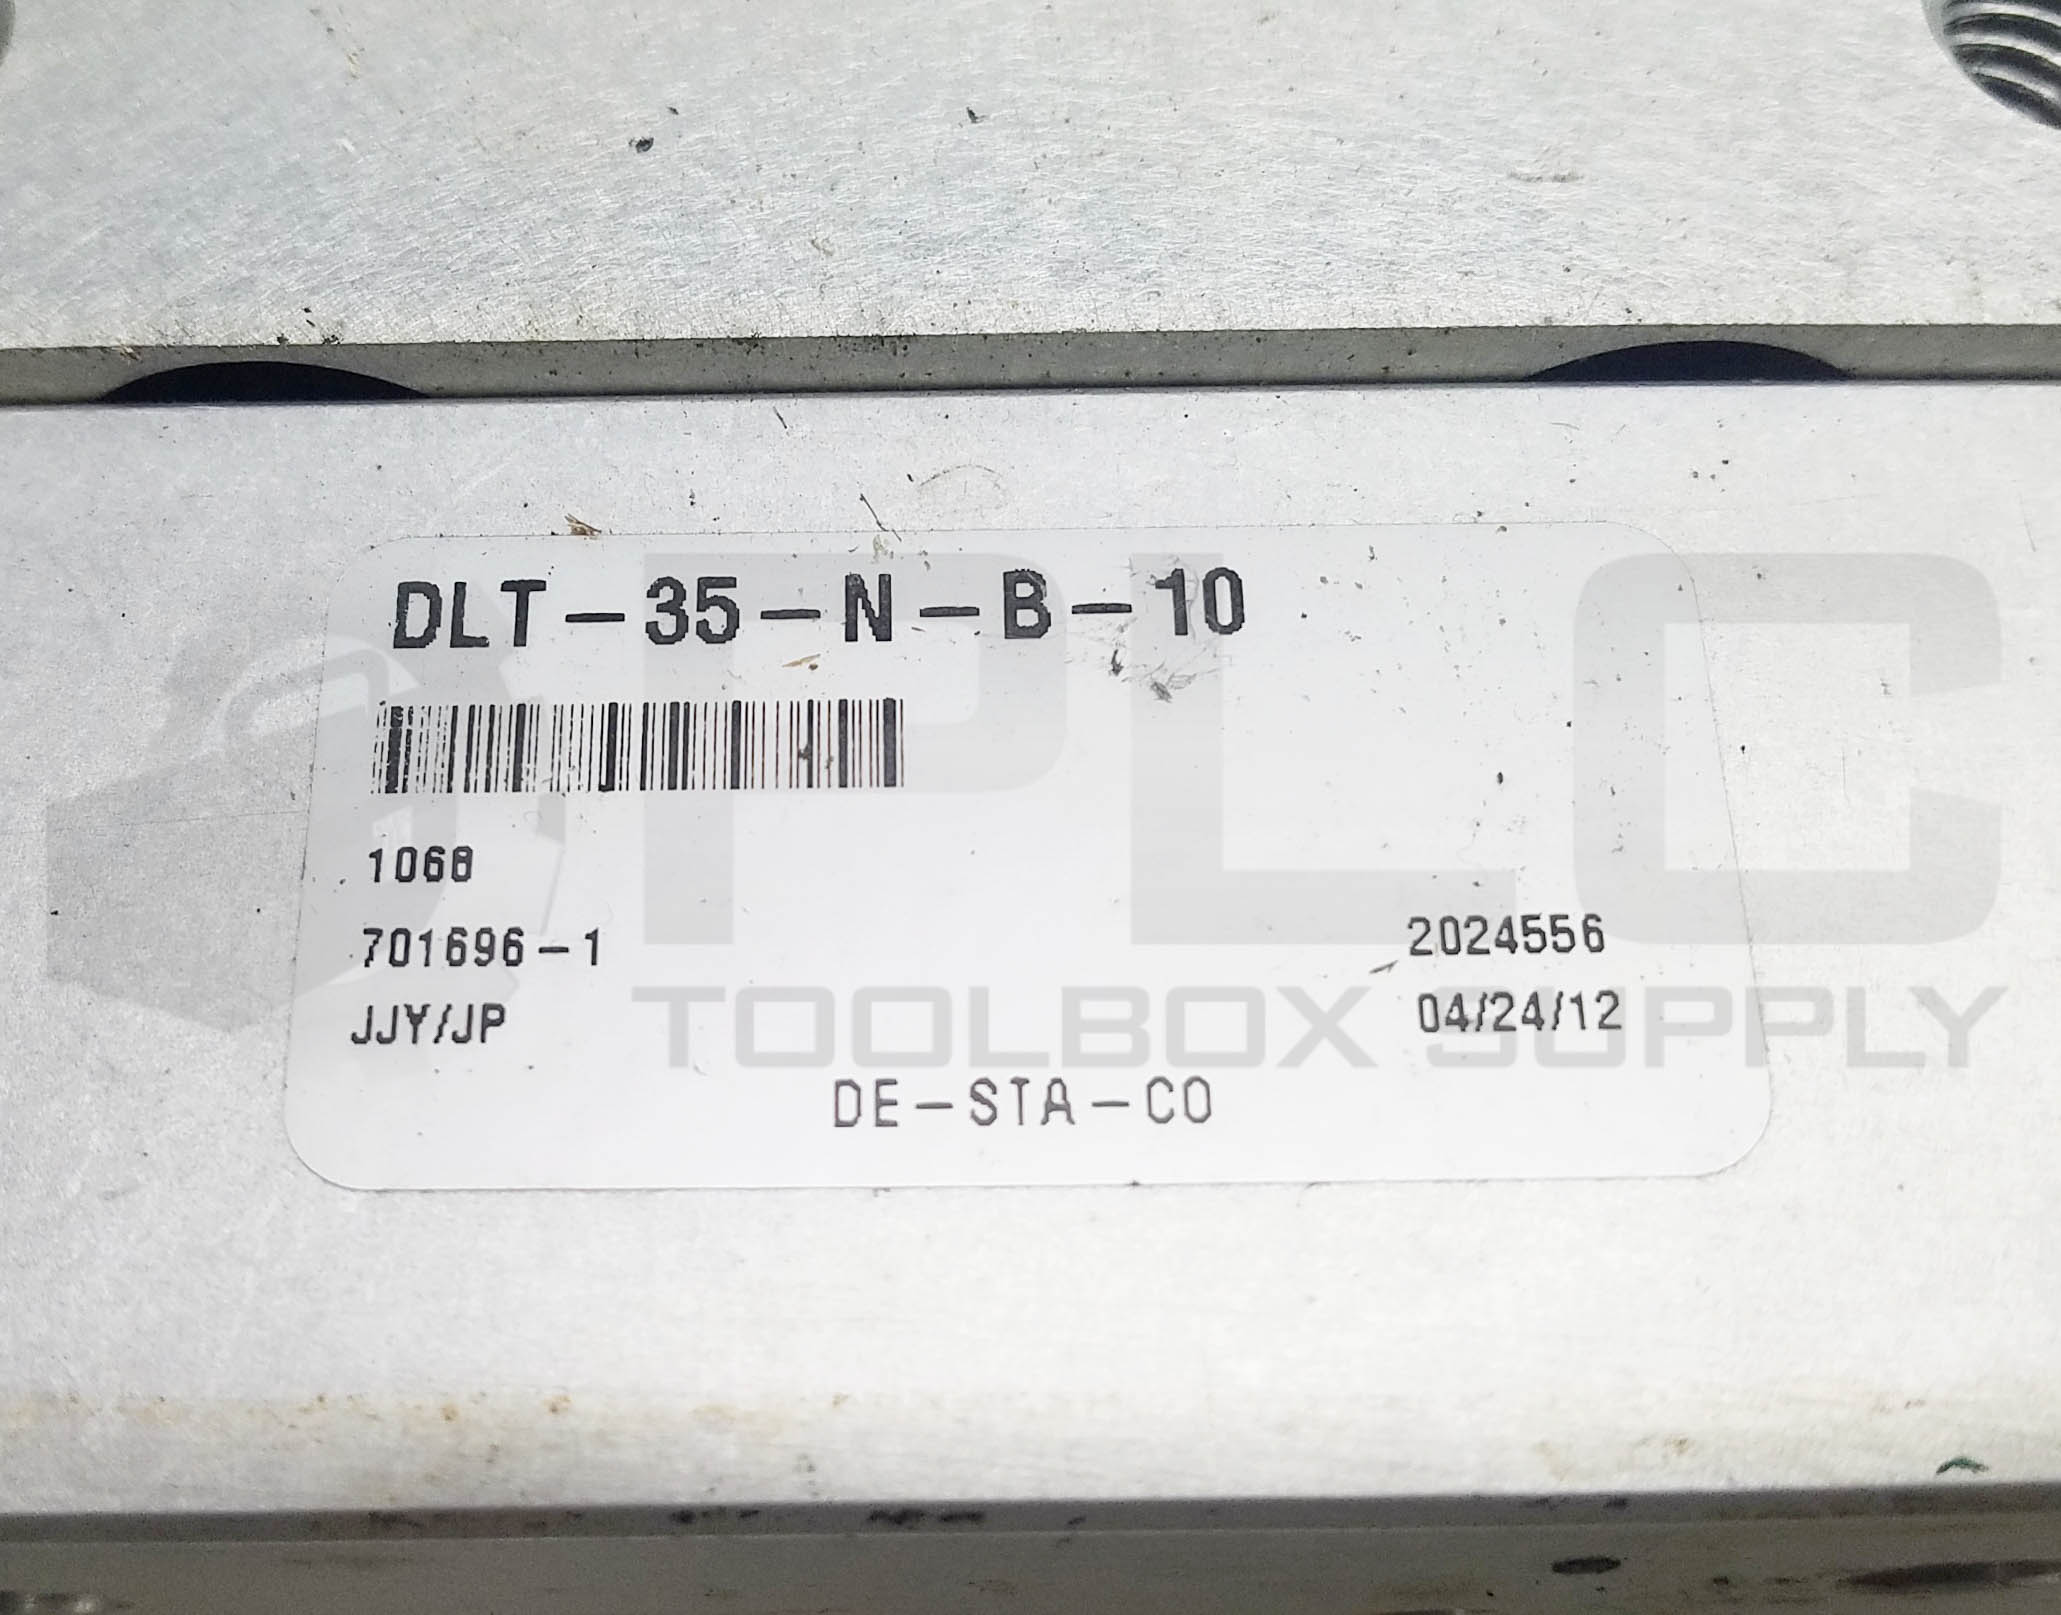 DLT-35-N-B-10
1068
701696-1 2024556
JJY/JP 04/24/12
DE-STA-CO
PLC
TOOLBOX SUPPLY